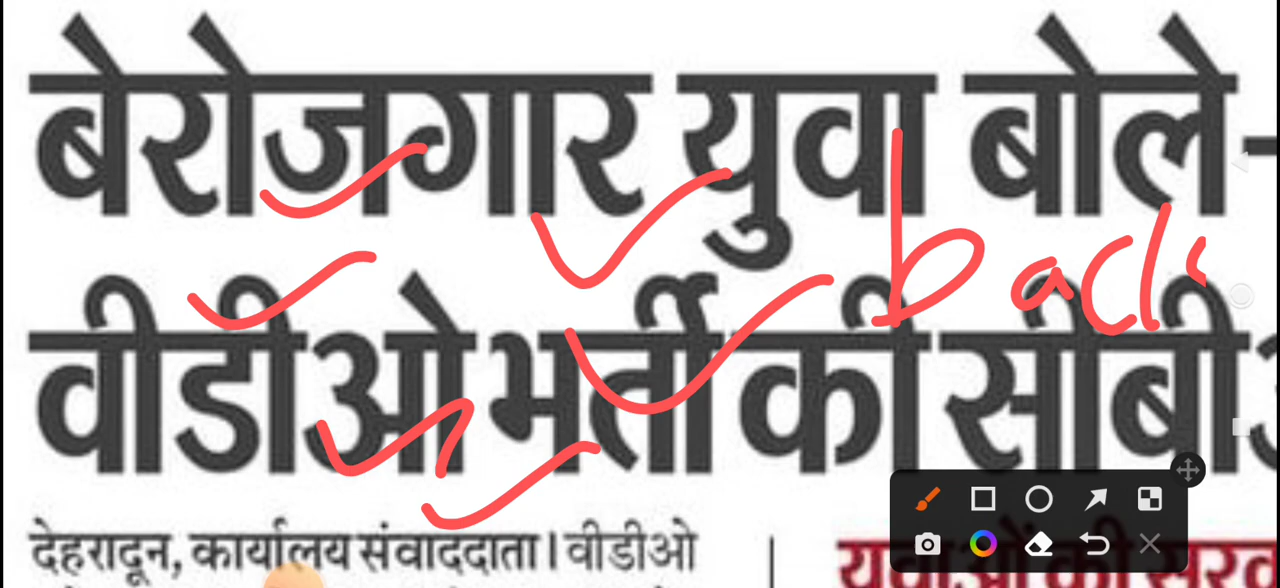 बेरोजगार युवा बोले-
वीडीओ भर्ती की सीबी
back
देहरादून, कार्यालय संवाददाता। वीडीओ
युवाओं की